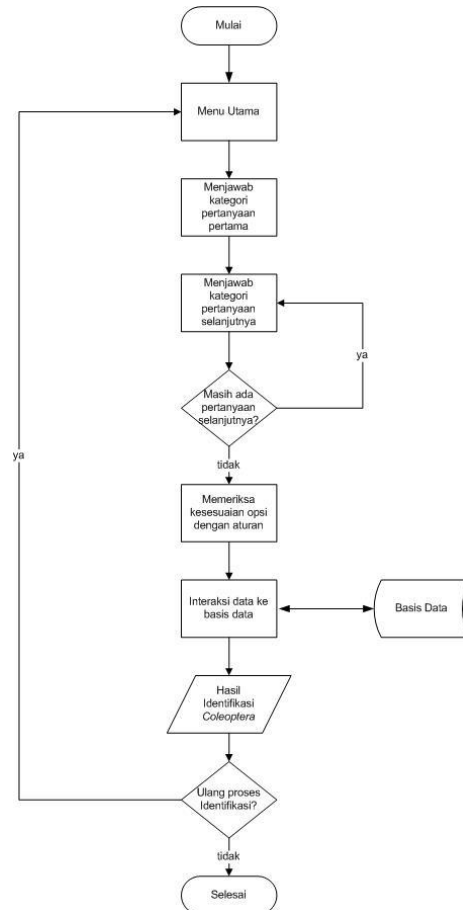 Mulai
Menu Utama
Menjawab
kategori
pertanyaan
pertama
Menjawab
kategori
pertanyaan
selanjutnya
ya
Masih ada
pertanyaan
selanjutnya?
ya
tidak
Memeriksa
kesesuaian opsi
dengan aturan
Interaksi data ke
basis data
Basis Data
Hasil
Identifikasi
Coleoptera
Ulang proses
Identifikasi?
tidak
Selesai